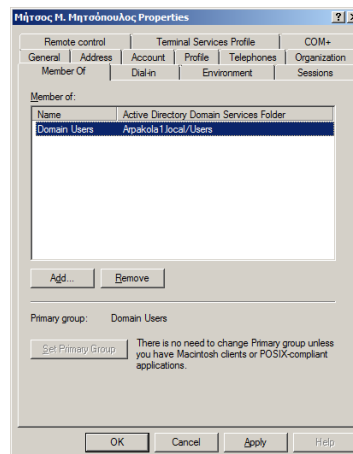 Μήτσος Μ. Μητσόπουλος Properties
Remote control Terminal Services Profile COM+
General Address Account Profile Telephones Organization
Member Of Dial-in Environment Sessions
Member of:
Name Active Directory Domain Services Folder
Domain Users Arpakola1.local/Users
Add... Remove
Primary group: Domain Users
Set Primary Group
There is no need to change Primary group unless
you have Macintosh clients or POSIX-compliant
applications.
OK Cancel Apply Help